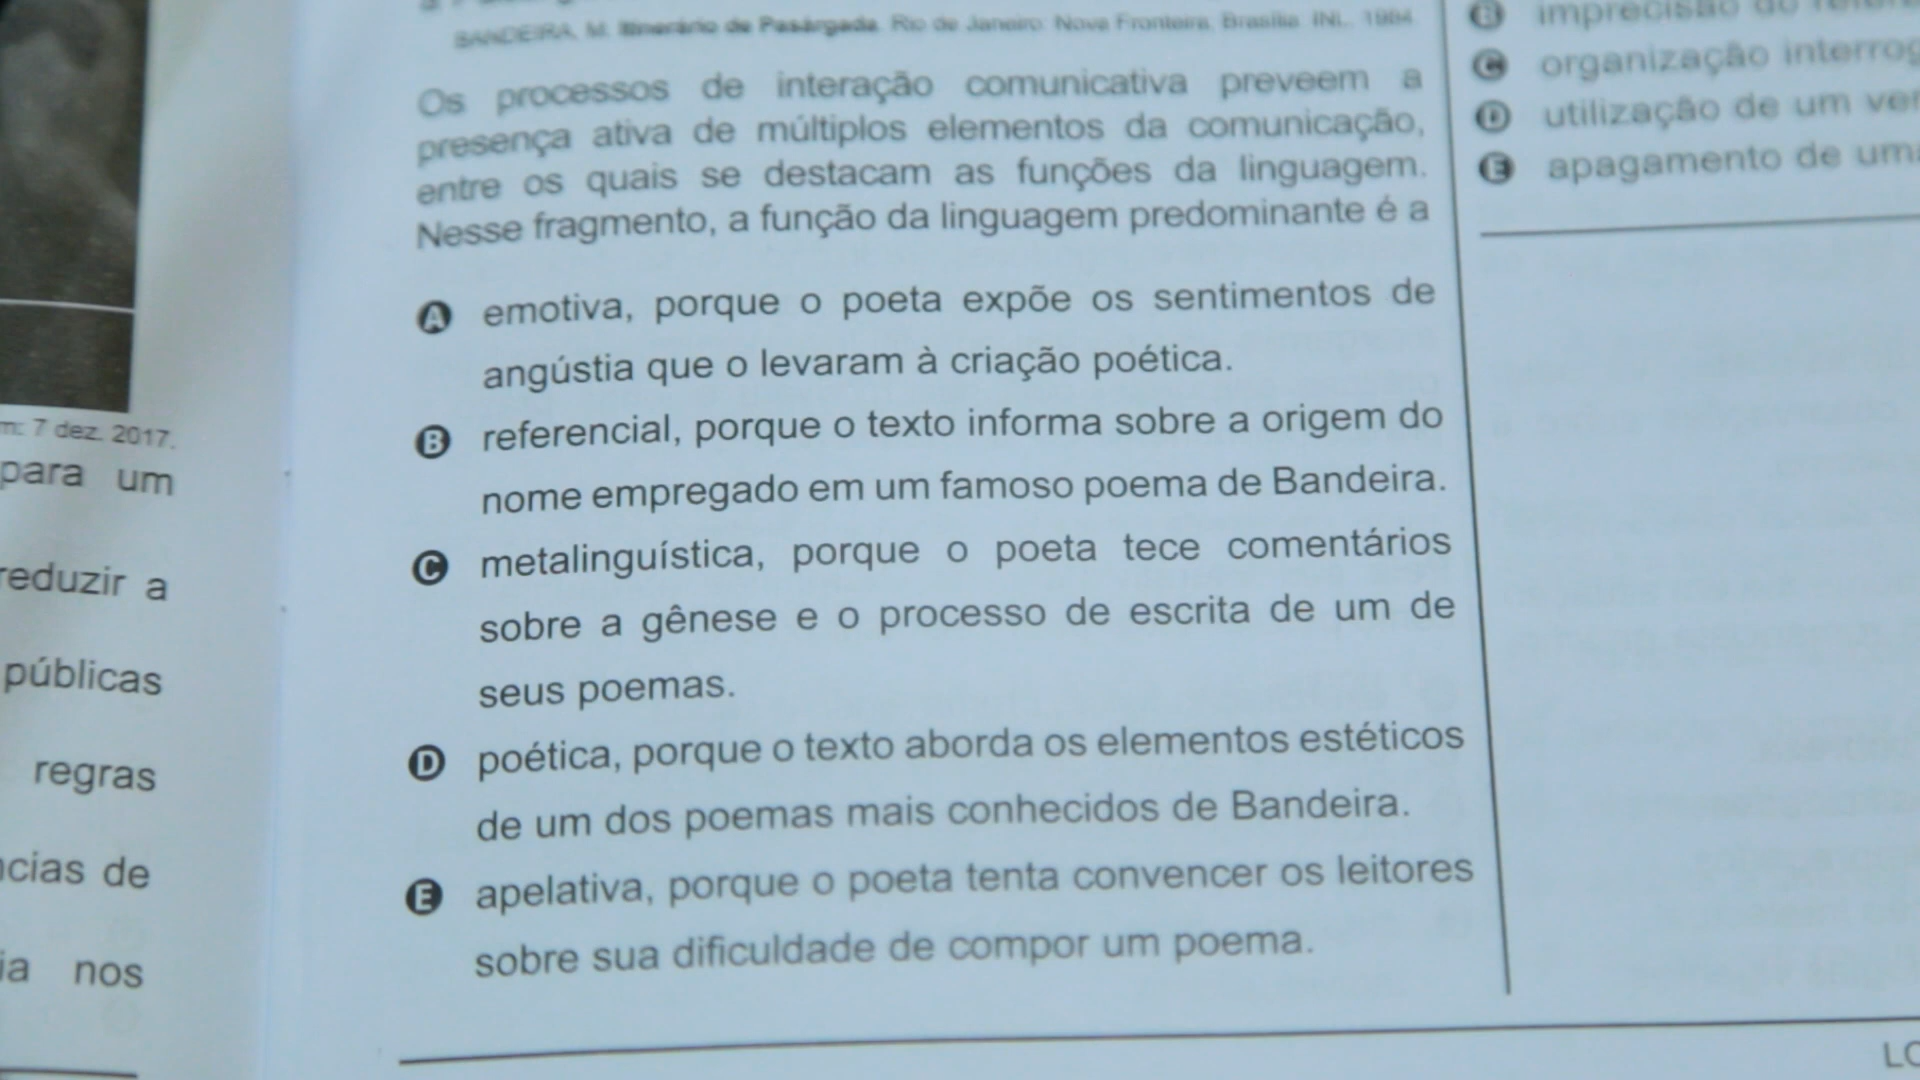 m: 7 dez. 2017.
para um
reduzir a
públicas
regras
ncias de
ia nos
BANDEIRA, M. Itinerário de Pasárgada. Rio de Janeiro: Nova Fronteira; Brasília: INL, 1984.
Os processos de interação comunicativa preveem a
presença ativa de múltiplos elementos da comunicação,
entre os quais se destacam as funções da linguagem.
Nesse fragmento, a função da linguagem predominante é a
A emotiva, porque o poeta expõe os sentimentos de
angústia que o levaram à criação poética.
B referencial, porque o texto informa sobre a origem do
nome empregado em um famoso poema de Bandeira.
C metalinguística, porque o poeta tece comentários
sobre a gênese e o processo de escrita de um de
seus poemas.
D poética, porque o texto aborda os elementos estéticos
de um dos poemas mais conhecidos de Bandeira.
E apelativa, porque o poeta tenta convencer os leitores
sobre sua dificuldade de compor um poema.
B imprecisão do
C organização interrog
D utilização de um ver
E apagamento de uma
LC